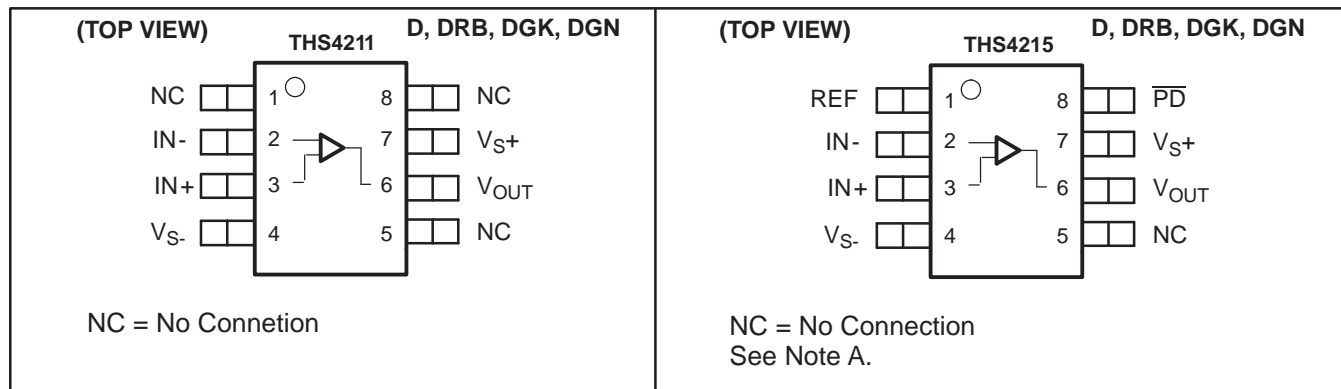 (TOP VIEW) D, DRB, DGK, DGN
THS4211
NC 1 8 NC
IN- 2 7 VS+
IN+ 3 6 VOUT
VS- 4 5 NC
NC = No Connetion
(TOP VIEW) D, DRB, DGK, DGN
THS4215
REF 1 8 P̅D̅
IN- 2 7 VS+
IN+ 3 6 VOUT
VS- 4 5 NC
NC = No Connection
See Note A.